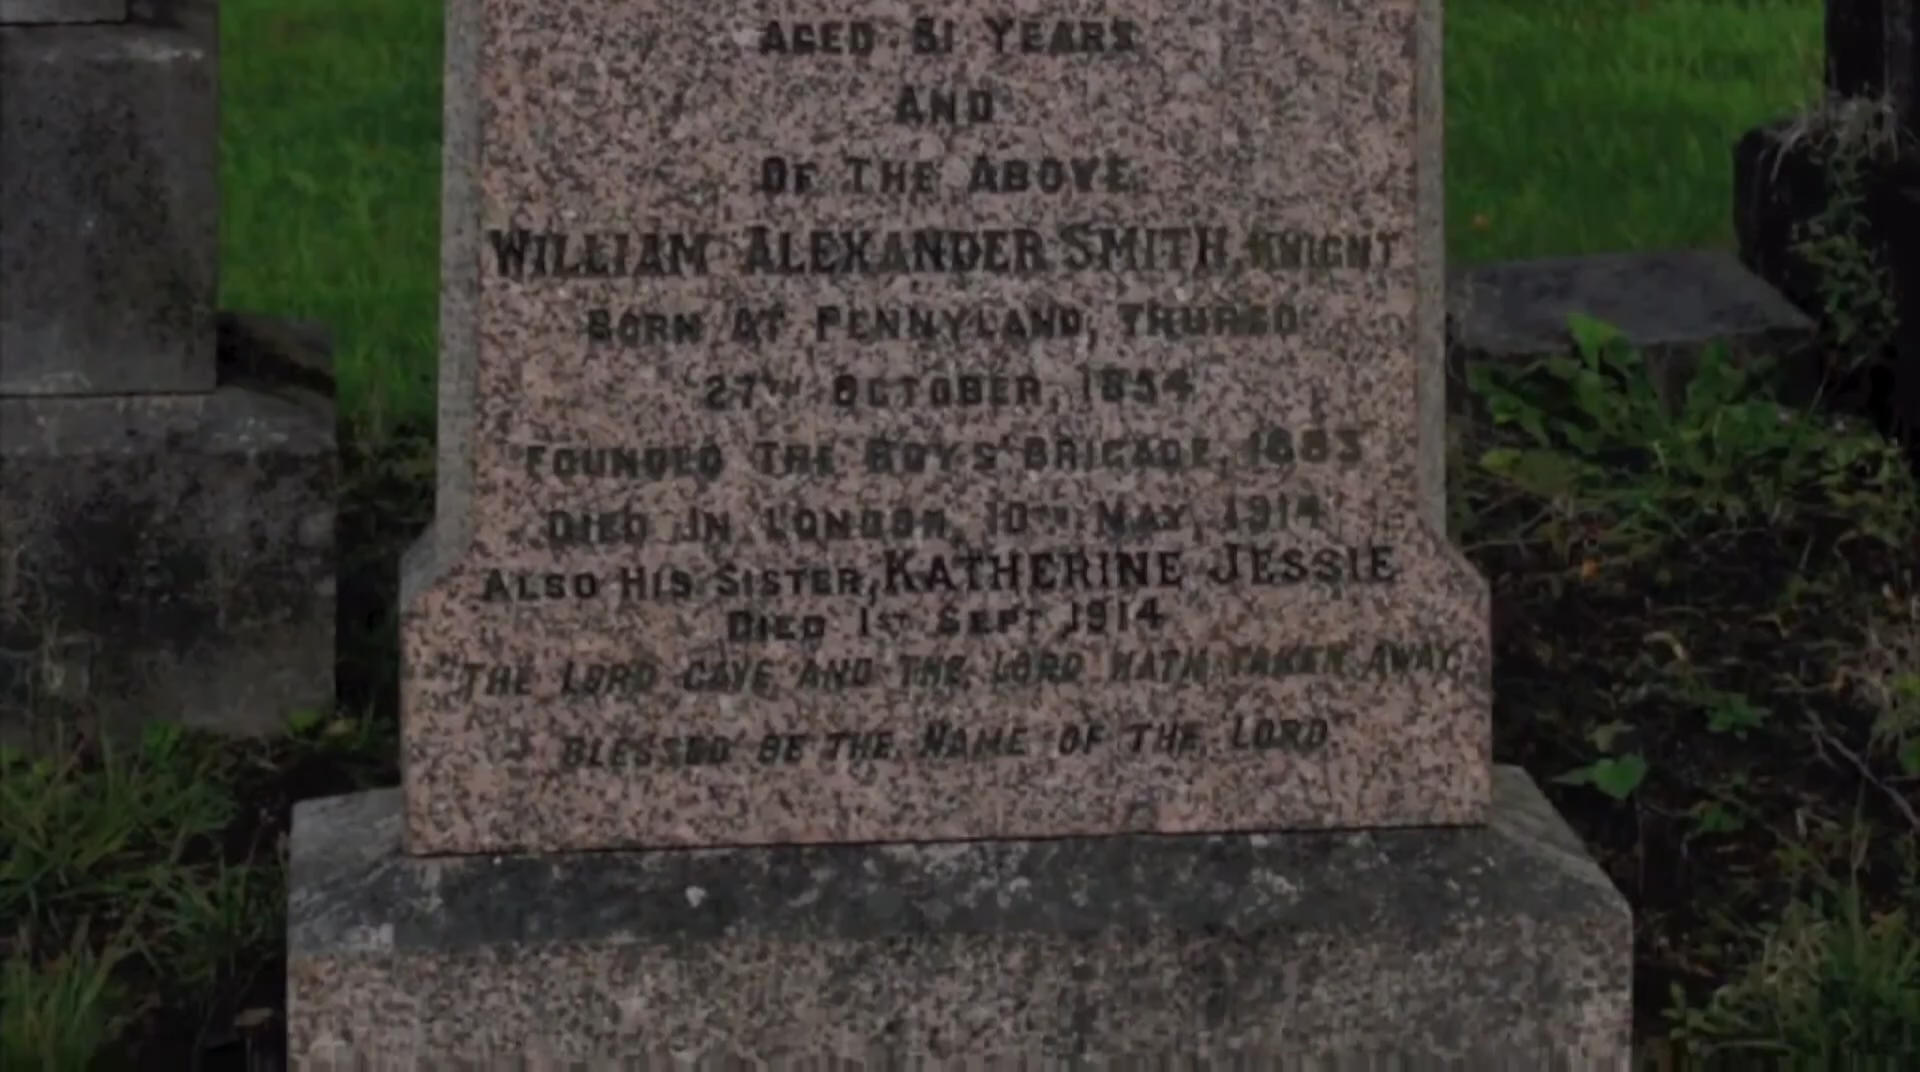 AGED 81 YEARS
AND
OF THE ABOVE
WILLIAM ALEXANDER SMITH, KNIGHT
BORN AT PENNYLAND, THURSO
27TH OCTOBER, 1854
FOUNDED THE BOYS' BRIGADE, 1883
DIED IN LONDON, 10TH MAY, 1914
ALSO HIS SISTER, KATHERINE JESSIE
DIED 1ST SEPT 1914
"THE LORD GAVE AND THE LORD HATH TAKEN AWAY,
BLESSED BE THE NAME OF THE LORD"